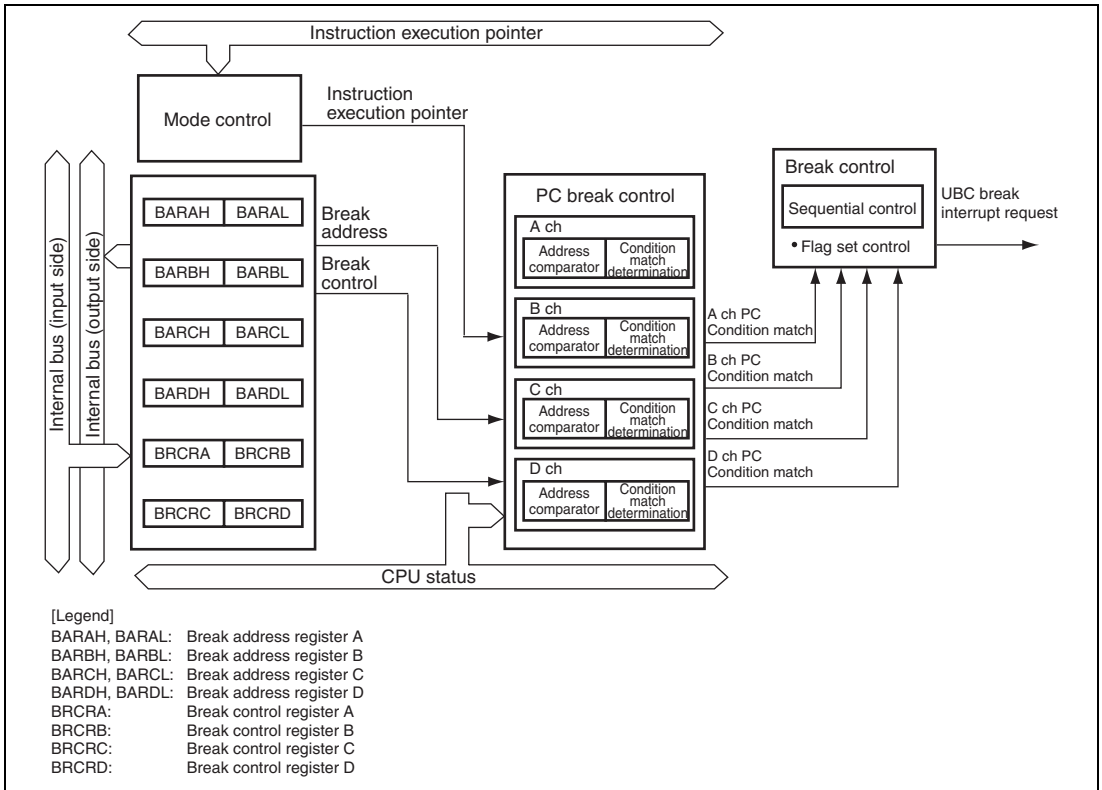 Instruction execution pointer
Mode control
Instruction
execution pointer
Internal bus (input side)
Internal bus (output side)
BARAH BARAL
BARBH BARBL
BARCH BARCL
BARDH BARDL
BRCRA BRCRB
BRCRC BRCRD
Break
address
Break
control
PC break control
A ch
Address
comparator
Condition
match
determination
B ch
Address
comparator
Condition
match
determination
C ch
Address
comparator
Condition
match
determination
D ch
Address
comparator
Condition
match
determination
A ch PC
Condition match
B ch PC
Condition match
C ch PC
Condition match
D ch PC
Condition match
Break control
Sequential control
• Flag set control
UBC break
interrupt request
CPU status
[Legend]
BARAH, BARAL: Break address register A
BARBH, BARBL: Break address register B
BARCH, BARCL: Break address register C
BARDH, BARDL: Break address register D
BRCRA: Break control register A
BRCRB: Break control register B
BRCRC: Break control register C
BRCRD: Break control register D